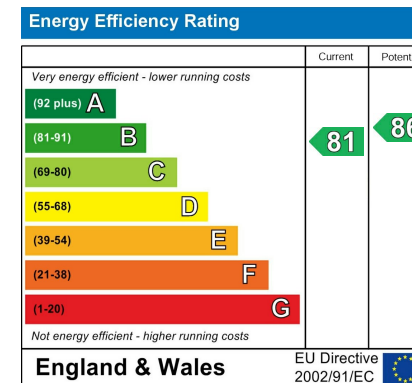 Energy Efficiency Rating
Current Potent
Very energy efficient - lower running costs
(92 plus) A
(81-91) B
81
86
(69-80) C
(55-68) D
(39-54) E
(21-38) F
(1-20) G
Not energy efficient - higher running costs
England & Wales
EU Directive
2002/91/EC